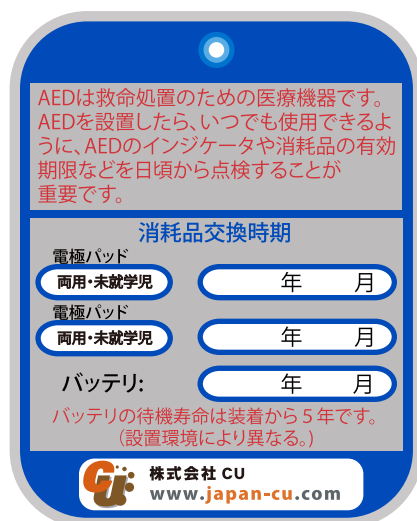 AEDは救命処置のための医療機器です。
AEDを設置したら、いつでも使用できるよ
うに、AEDのインジケータや消耗品の有効
期限などを日頃から点検することが
重要です。
消耗品交換時期
電極パッド
両用・未就学児 年 月
電極パッド
両用・未就学児 年 月
バッテリ: 年 月
バッテリの待機寿命は装着から5年です。
(設置環境により異なる。)
CU 株式会社 CU
www.japan-cu.com